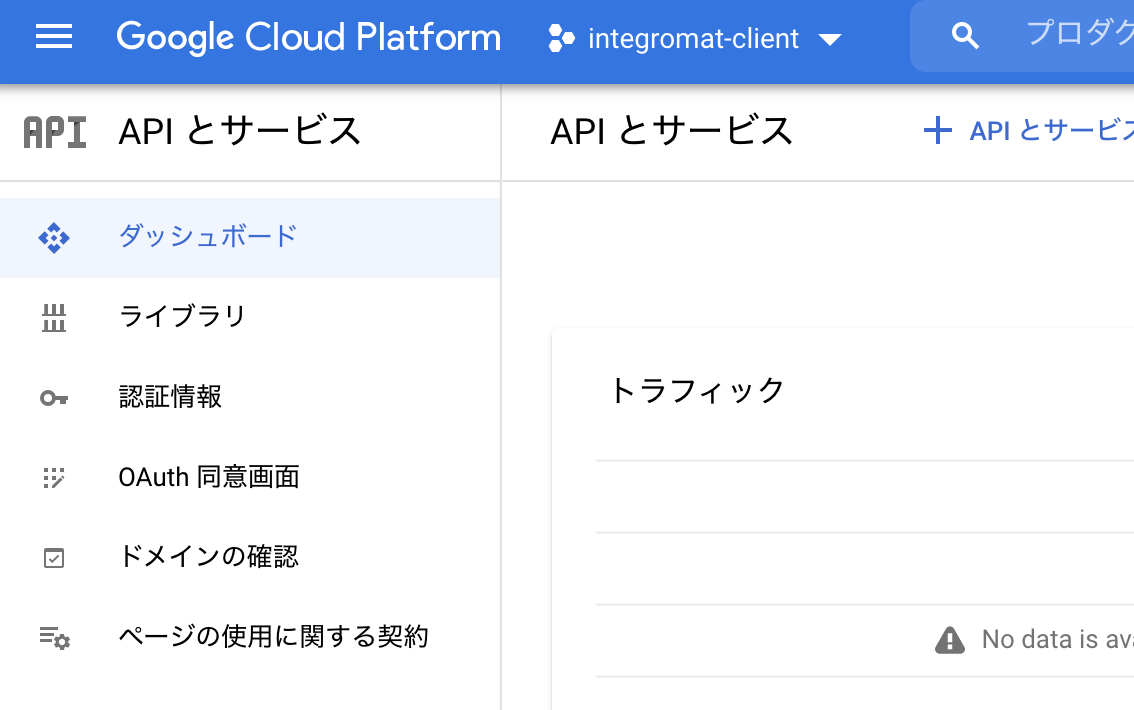 Google Cloud Platform
integromat-client
プロダク
API
API とサービス
API とサービス
API とサービス
ダッシュボード
ライブラリ
認証情報
OAuth 同意画面
ドメインの確認
ページの使用に関する契約
トラフィック
No data is ava